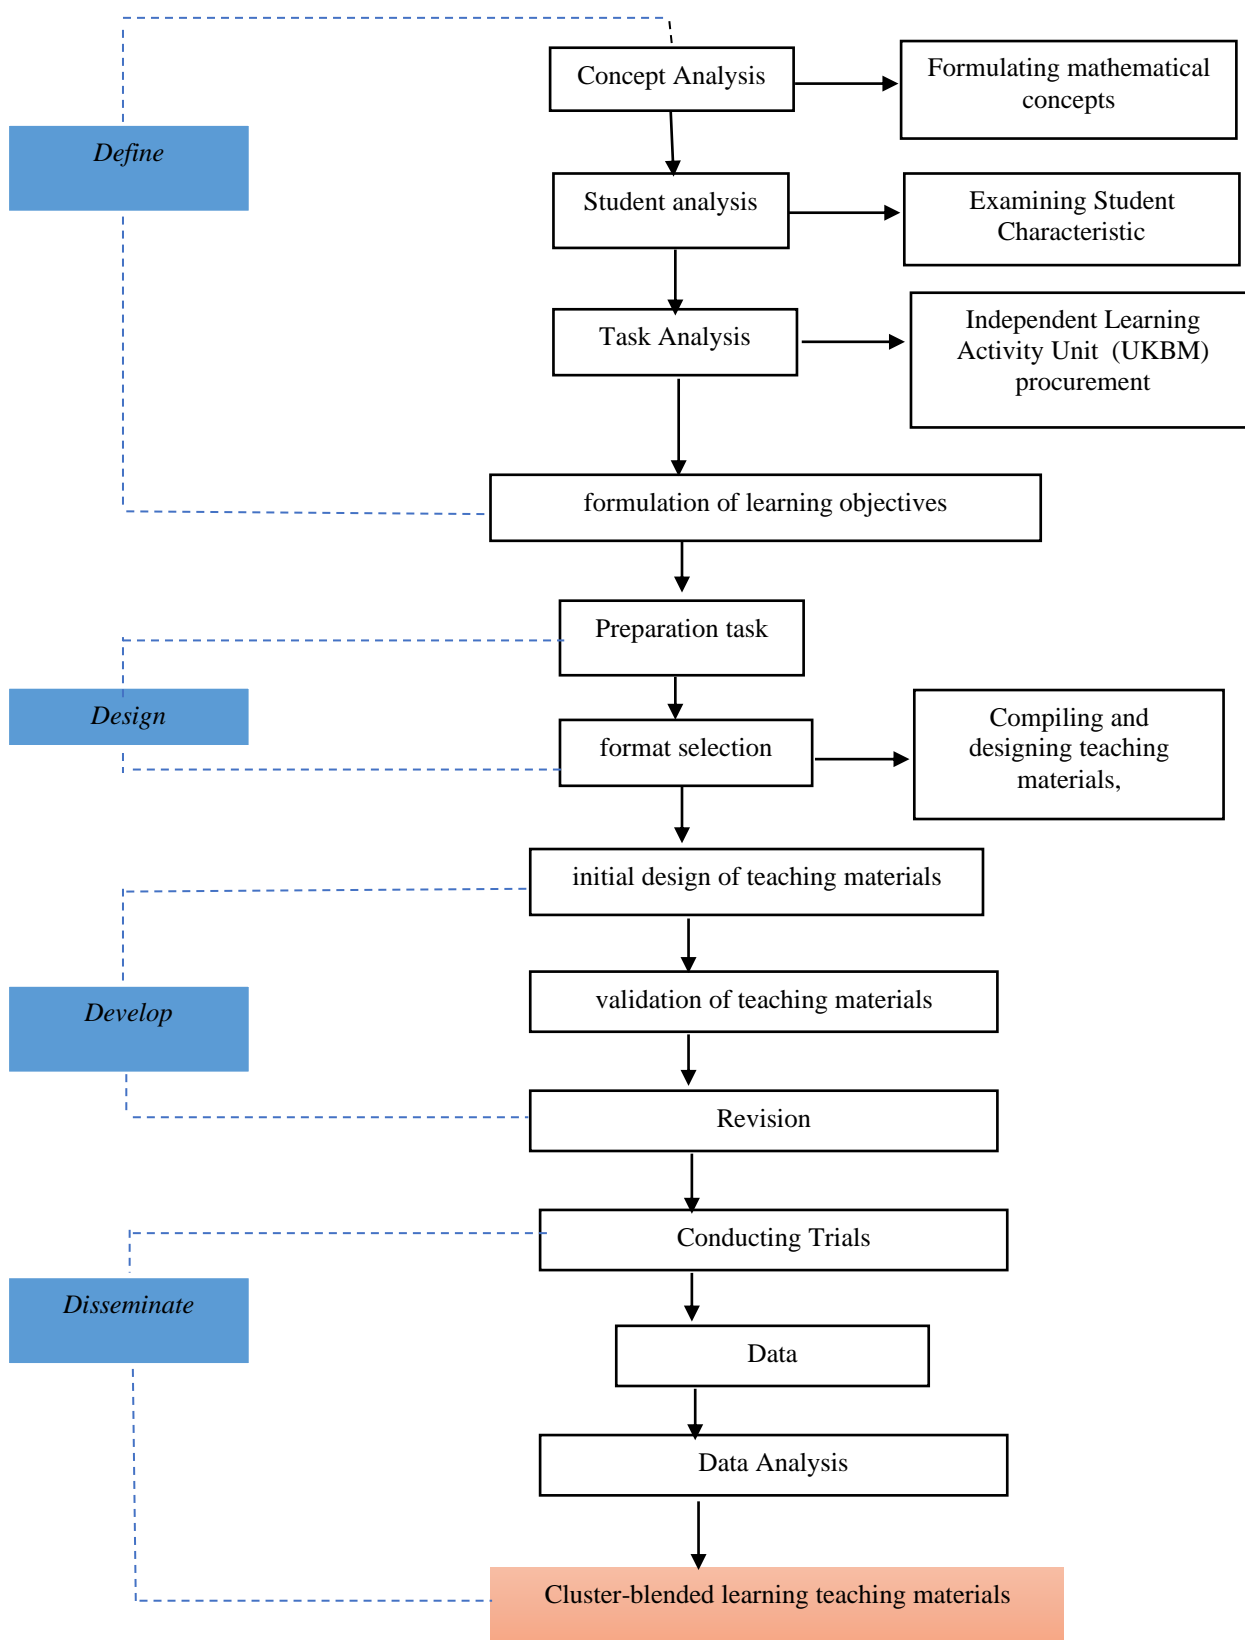 Concept Analysis
Formulating mathematical
concepts
Define
Student analysis
Examining Student
Characteristic
Task Analysis
Independent Learning
Activity Unit  (UKBM)
procurement
formulation of learning objectives
Preparation task
Design
format selection
Compiling and
designing teaching
materials,
initial design of teaching materials
Develop
validation of teaching materials
Revision
Conducting Trials
Disseminate
Data
Data Analysis
Cluster-blended learning teaching materials